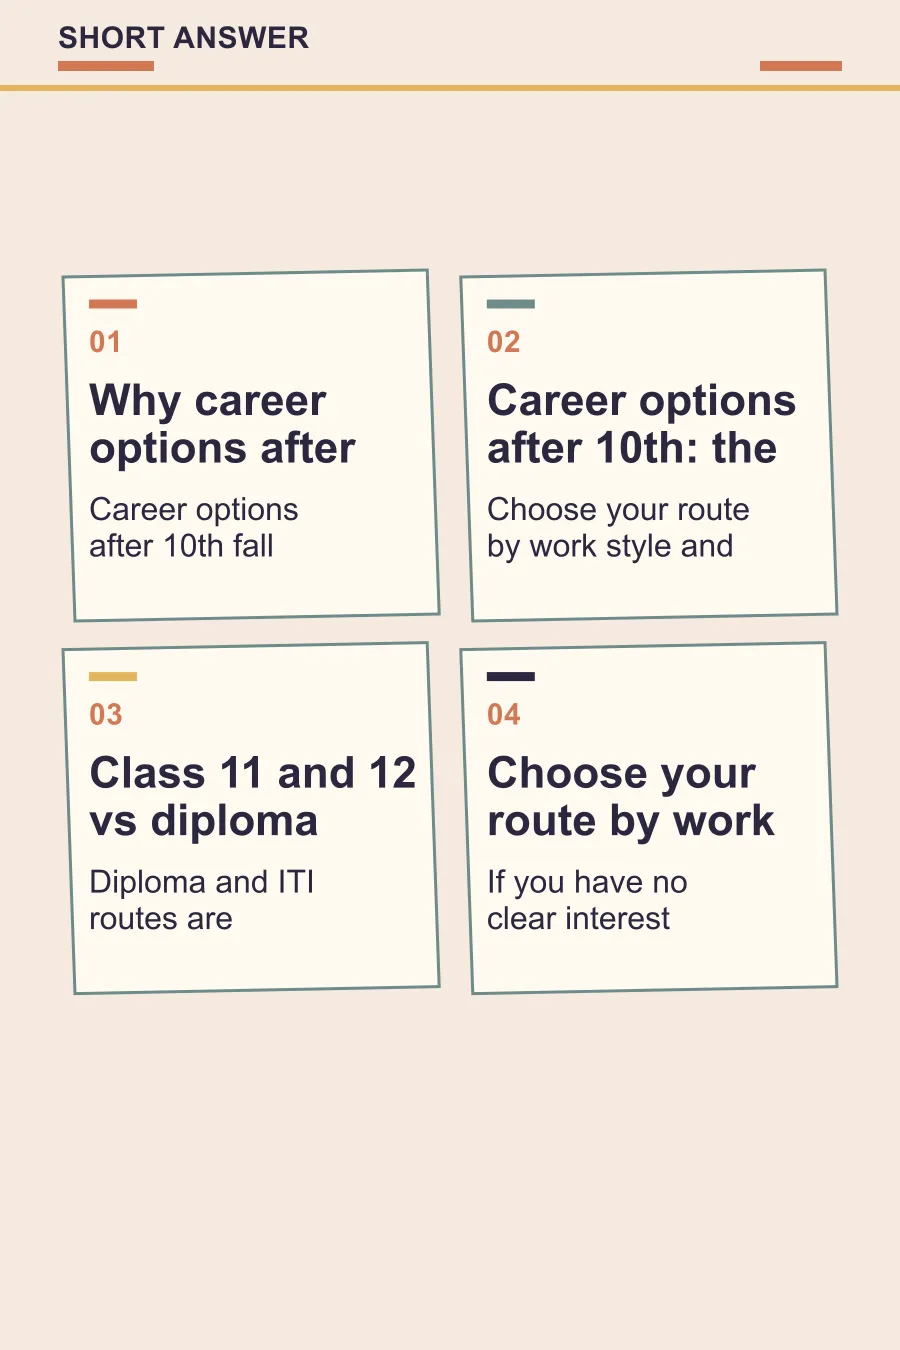 SHORT ANSWER
01
Why career
options after
Career options
after 10th fall
02
Career options
after 10th: the
Choose your route
by work style and
03
Class 11 and 12
vs diploma
Diploma and ITI
routes are
04
Choose your
route by work
If you have no
clear interest